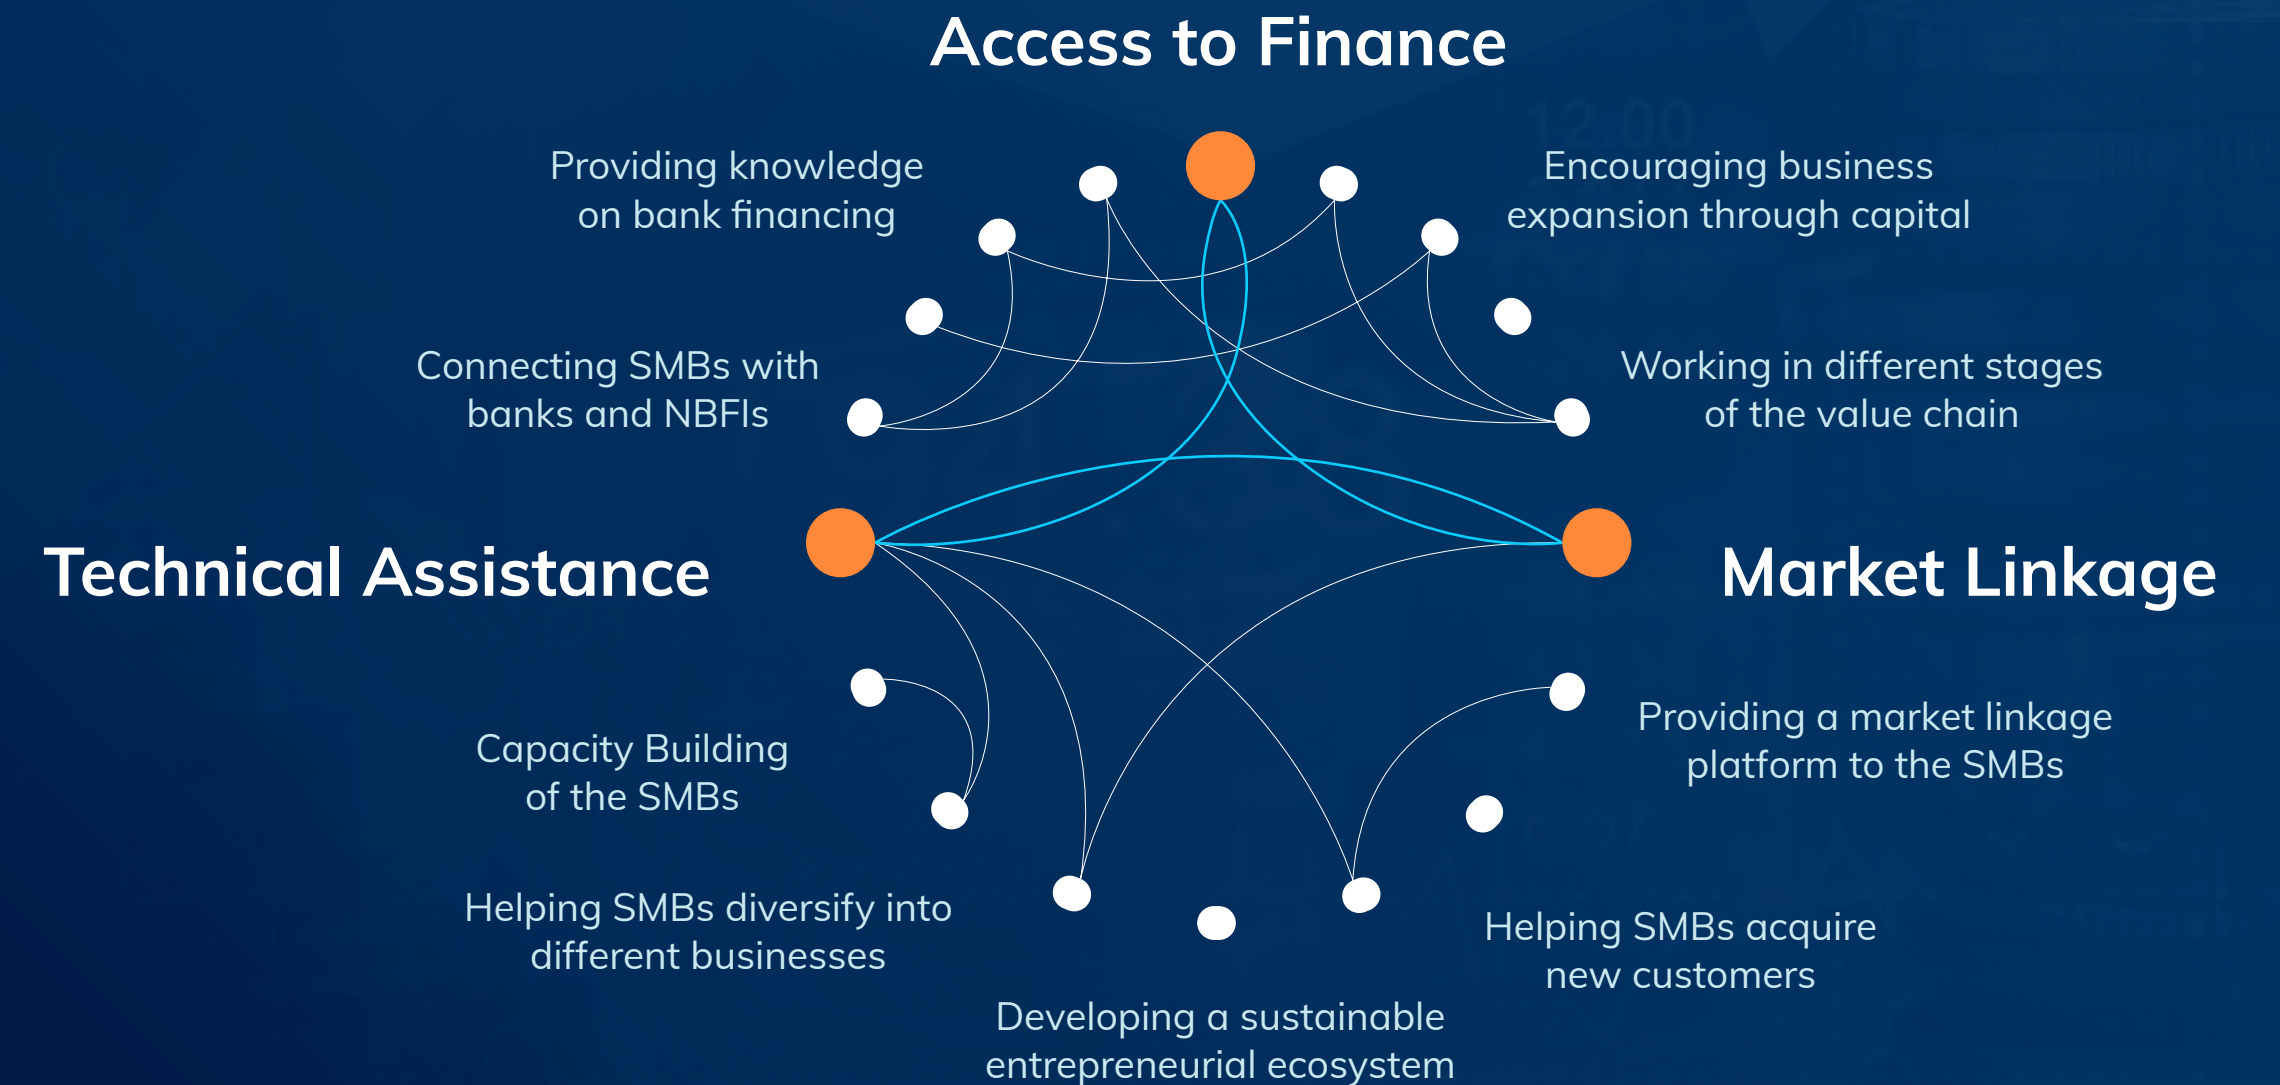 Access to Finance
Providing knowledge
on bank financing
Encouraging business
expansion through capital
Connecting SMBs with
banks and NBFIs
Working in different stages
of the value chain
Technical Assistance
Market Linkage
Capacity Building
of the SMBs
Providing a market linkage
platform to the SMBs
Helping SMBs diversify into
different businesses
Helping SMBs acquire
new customers
Developing a sustainable
entrepreneurial ecosystem
12.00